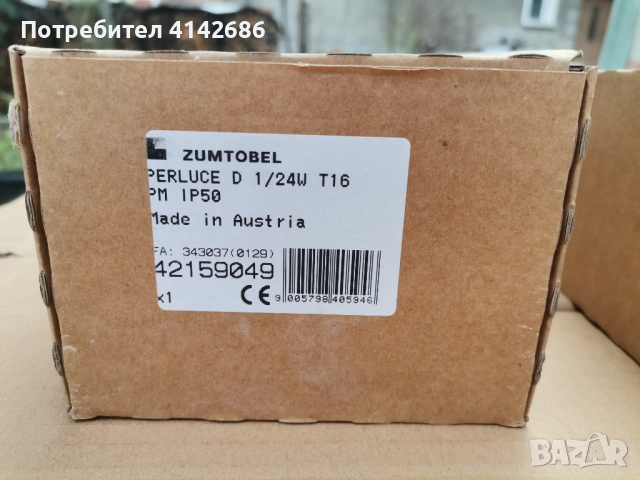 Потребител 4142686
ZUMTOBEL
PERLUCE D 1/24W T16
PM IP50
Made in Austria
FA: 343037(0129)
42159049
x1
CE
9 005798 405946
BAZAR